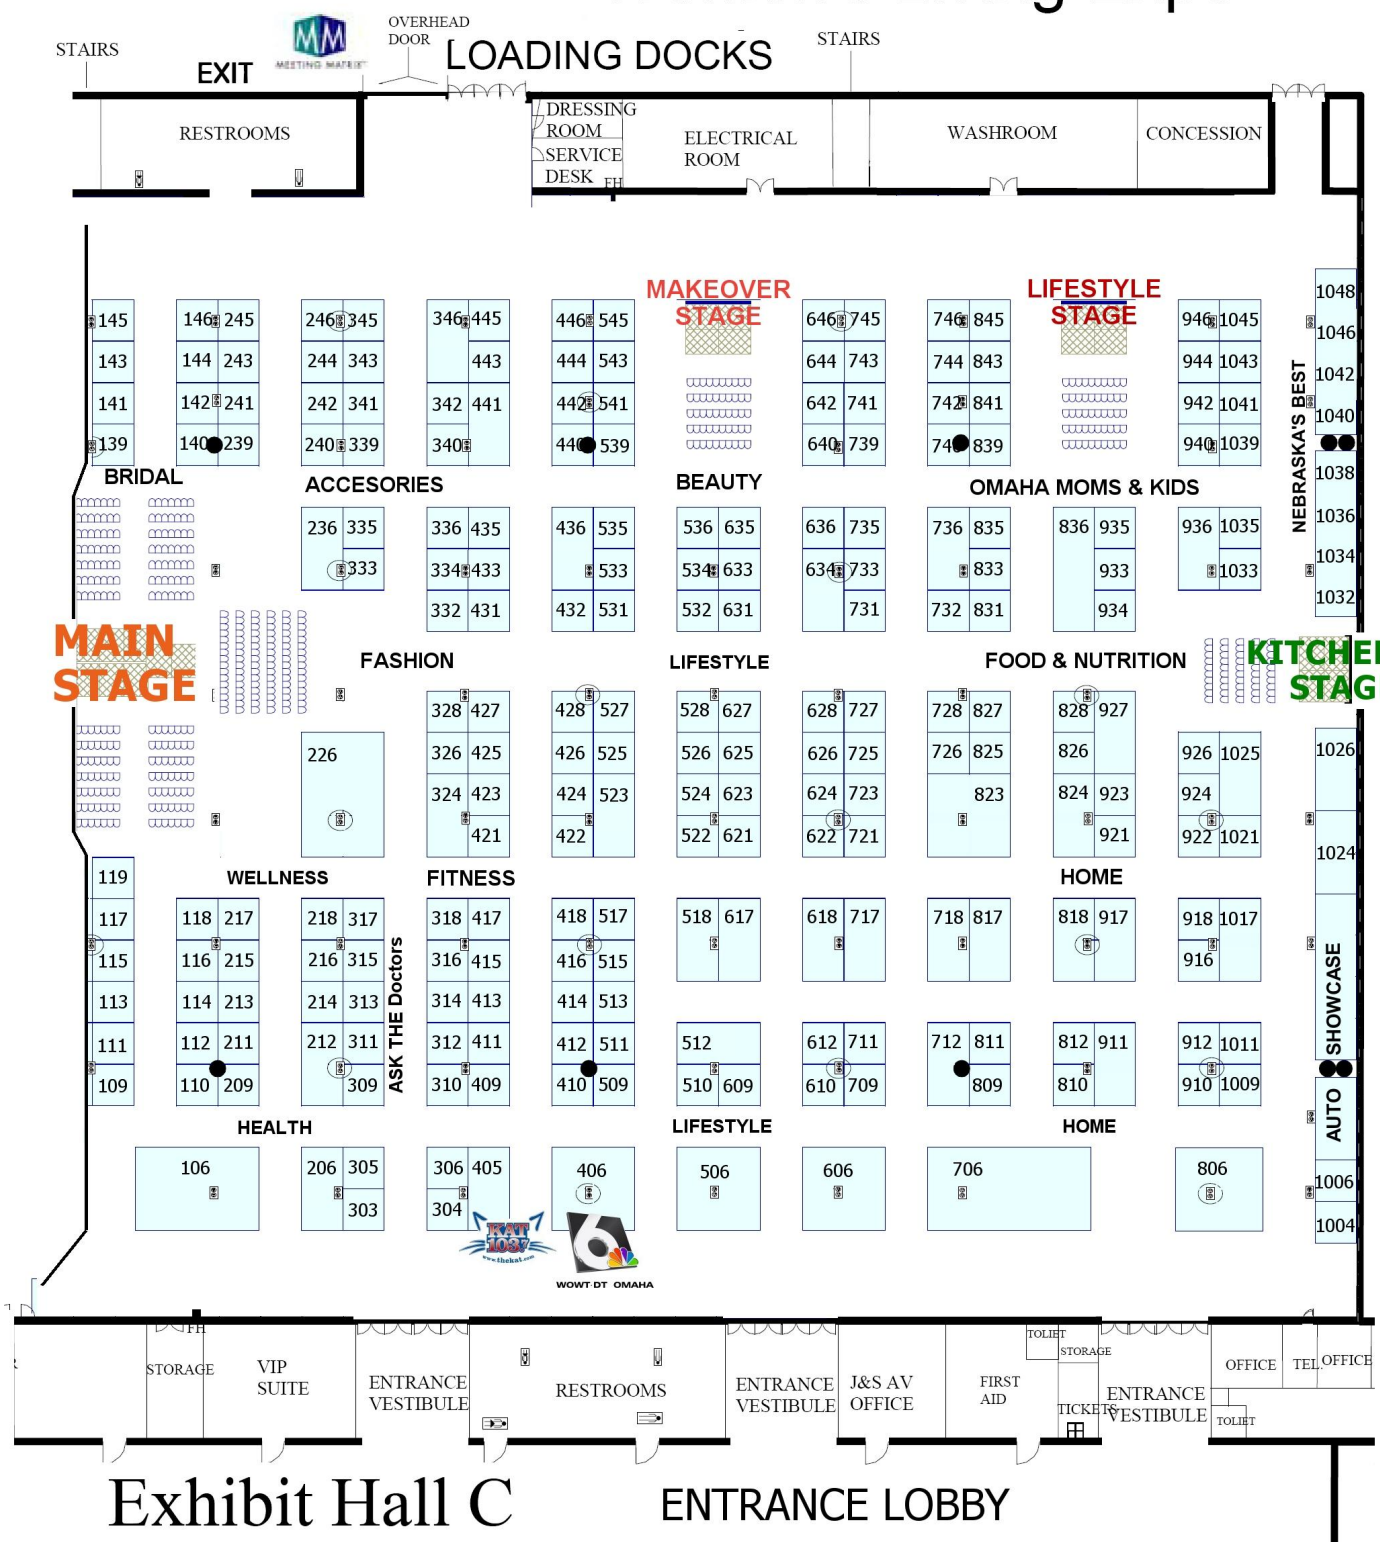 OVERHEAD
DOOR
STAIRS
MEETING MATRIX
EXIT
LOADING DOCKS
STAIRS
RESTROOMS
DRESSING
ROOM
SERVICE
DESK
FH
ELECTRICAL
ROOM
WASHROOM
CONCESSION
MAKEOVER
STAGE
LIFESTYLE
STAGE
145 146 245 246 345 346 445 446 545 646 745 746 845 946 1045 1048
1046
143 144 243 244 343 443 444 543 644 743 744 843 944 1043 1042
141 142 241 242 341 342 441 442 541 642 741 742 841 942 1041 1040
139 140 239 240 339 340 440 539 640 739 740 839 940 1039
NEBRASKA'S BEST
BRIDAL
ACCESORIES
BEAUTY
OMAHA MOMS & KIDS
1038
236 335 336 435 436 535 536 635 636 735 736 835 836 935 936 1035 1036
333 334 433 533 534 633 634 733 833 933 1033 1034
332 431 432 531 532 631 731 732 831 934 1032
MAIN
STAGE
FASHION
LIFESTYLE
FOOD & NUTRITION
KITCHE
STAG
328 427 428 527 528 627 628 727 728 827 828 927
226 326 425 426 525 526 625 626 725 726 825 826 926 1025 1026
324 423 424 523 524 623 624 723 823 824 923 924
421 422 522 621 622 721 921 922 1021 1024
119
WELLNESS
FITNESS
HOME
117 118 217 218 317 318 417 418 517 518 617 618 717 718 817 818 917 918 1017
115 116 215 216 315 316 415 416 515 916
113 114 213 214 313 314 413 414 513
111 112 211 212 311 312 411 412 511 512 612 711 712 811 812 911 912 1011
109 110 209 309 310 409 410 509 510 609 610 709 809 810 910 1009
ASK THE Doctors
AUTO SHOWCASE
HEALTH
LIFESTYLE
HOME
106 206 305 306 405 406 506 606 706 806 1006
303 304 1004
KAT
103.7
www.thekat.com
6
WOWT-DT OMAHA
FH
STORAGE
VIP
SUITE
ENTRANCE
VESTIBULE
RESTROOMS
ENTRANCE
VESTIBULE
J&S AV
OFFICE
FIRST
AID
TOLIET
STORAGE
TICKETS
ENTRANCE
VESTIBULE
OFFICE
TEL.
OFFICE
TOLIET
Exhibit Hall C
ENTRANCE LOBBY